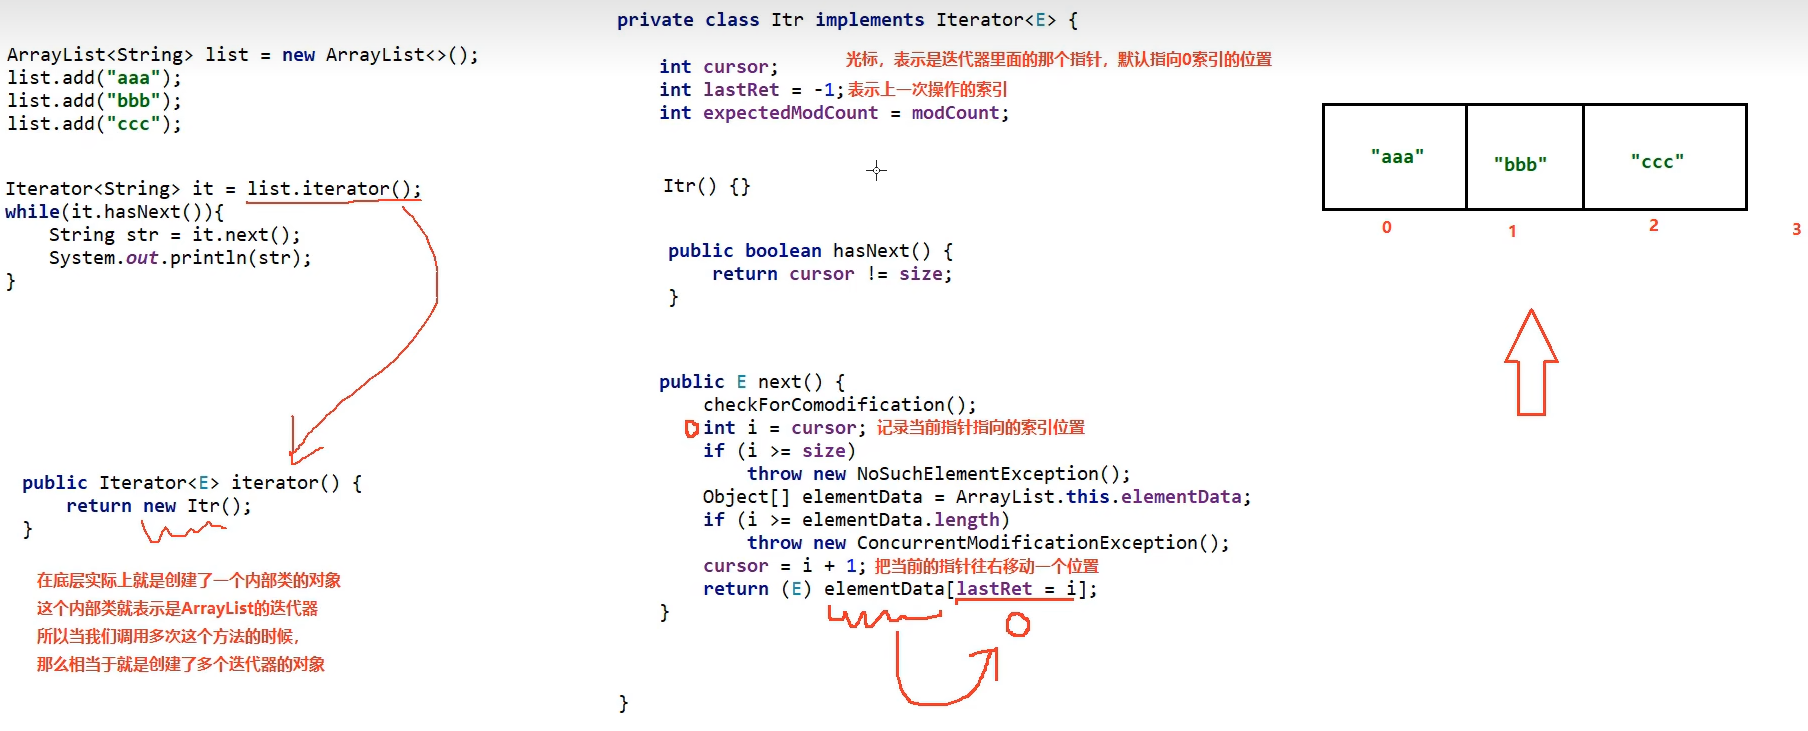 ArrayList<String> list = new ArrayList<>();
list.add("aaa");
list.add("bbb");
list.add("ccc");
Iterator<String> it = list.iterator();
while(it.hasNext()){
    String str = it.next();
    System.out.println(str);
}
public Iterator<E> iterator() {
    return new Itr();
}
在底层实际上就是创建了一个内部类的对象
这个内部类就表示是ArrayList的迭代器
所以当我们调用多次这个方法的时候，
那么相当于就是创建了多个迭代器的对象
private class Itr implements Iterator<E> {
    int cursor; 光标，表示是迭代器里面的那个指针，默认指向0索引的位置
    int lastRet = -1; 表示上一次操作的索引
    int expectedModCount = modCount;
    Itr() {}
    public boolean hasNext() {
        return cursor != size;
    }
    public E next() {
        checkForComodification();
        0 int i = cursor; 记录当前指针指向的索引位置
        if (i >= size)
            throw new NoSuchElementException();
        Object[] elementData = ArrayList.this.elementData;
        if (i >= elementData.length)
            throw new ConcurrentModificationException();
        cursor = i + 1; 把当前的指针往右移动一个位置
        return (E) elementData[lastRet = i];
    }
0
}
"aaa" "bbb" "ccc"
0 1 2 3